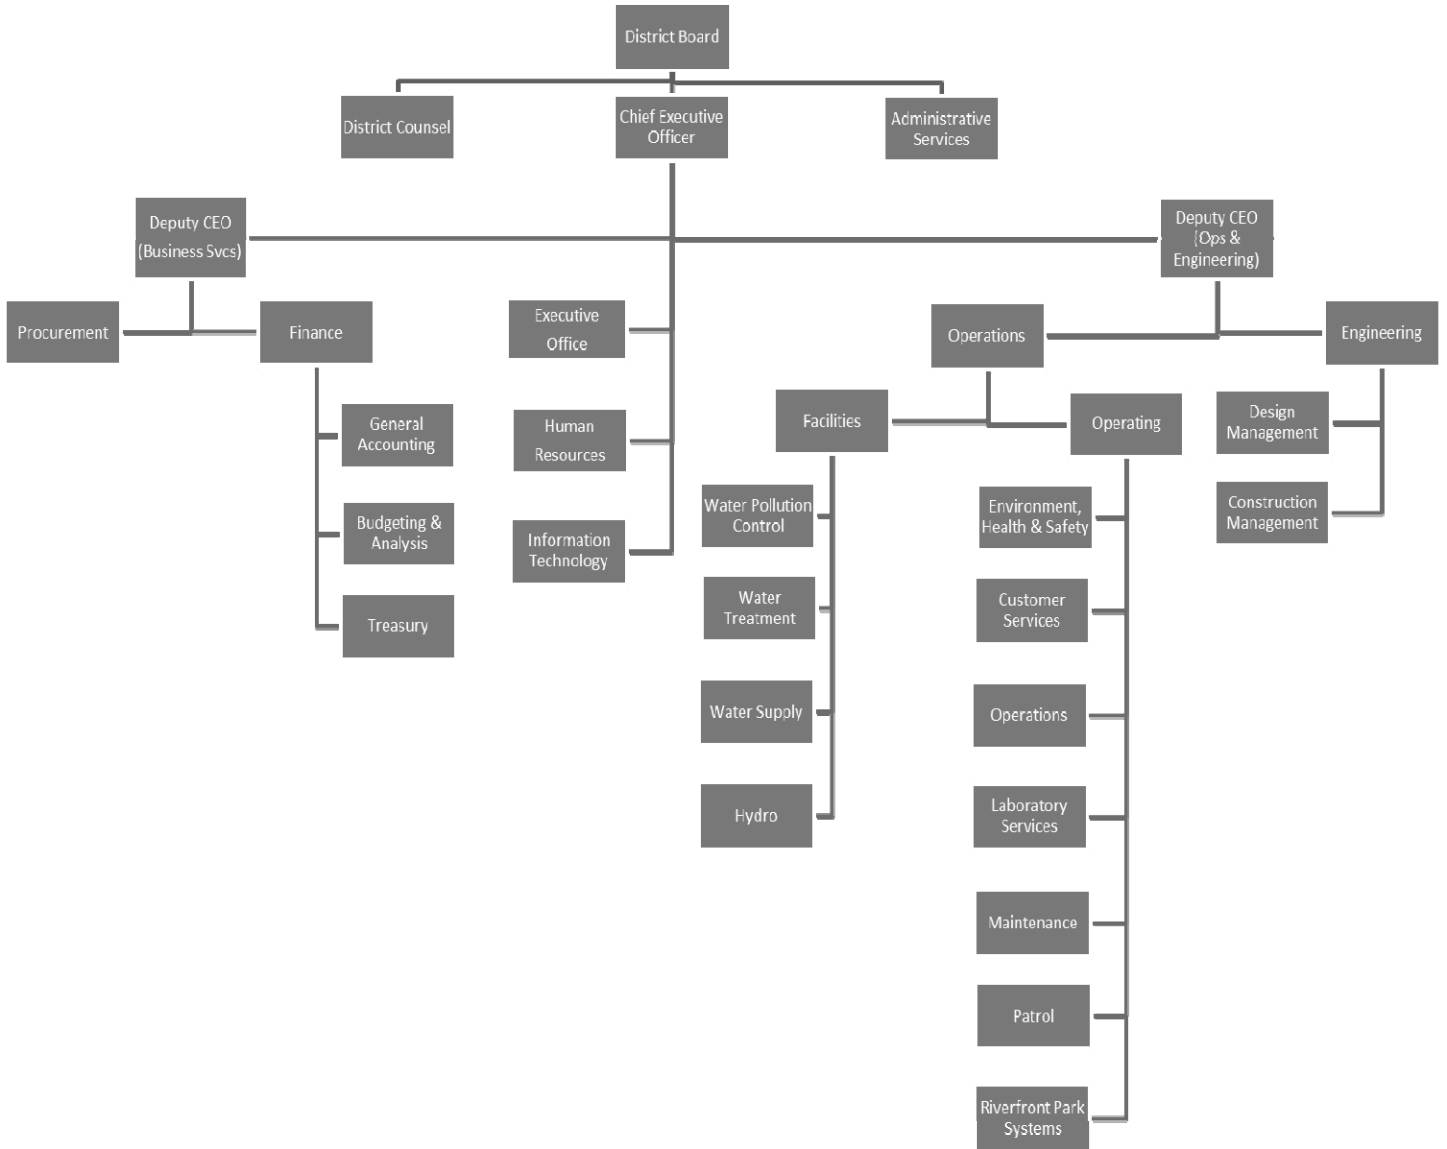 District Board
District Counsel
Chief Executive
Officer
Administrative
Services
Deputy CEO
(Business Svcs)
Deputy CEO
(Ops &
Engineering)
Procurement
Finance
Executive
Office
Operations
Engineering
General
Accounting
Human
Resources
Facilities
Operating
Design
Management
Budgeting &
Analysis
Information
Technology
Water Pollution
Control
Environment,
Health & Safety
Construction
Management
Treasury
Water
Treatment
Customer
Services
Water Supply
Operations
Hydro
Laboratory
Services
Maintenance
Patrol
Riverfront Park
Systems